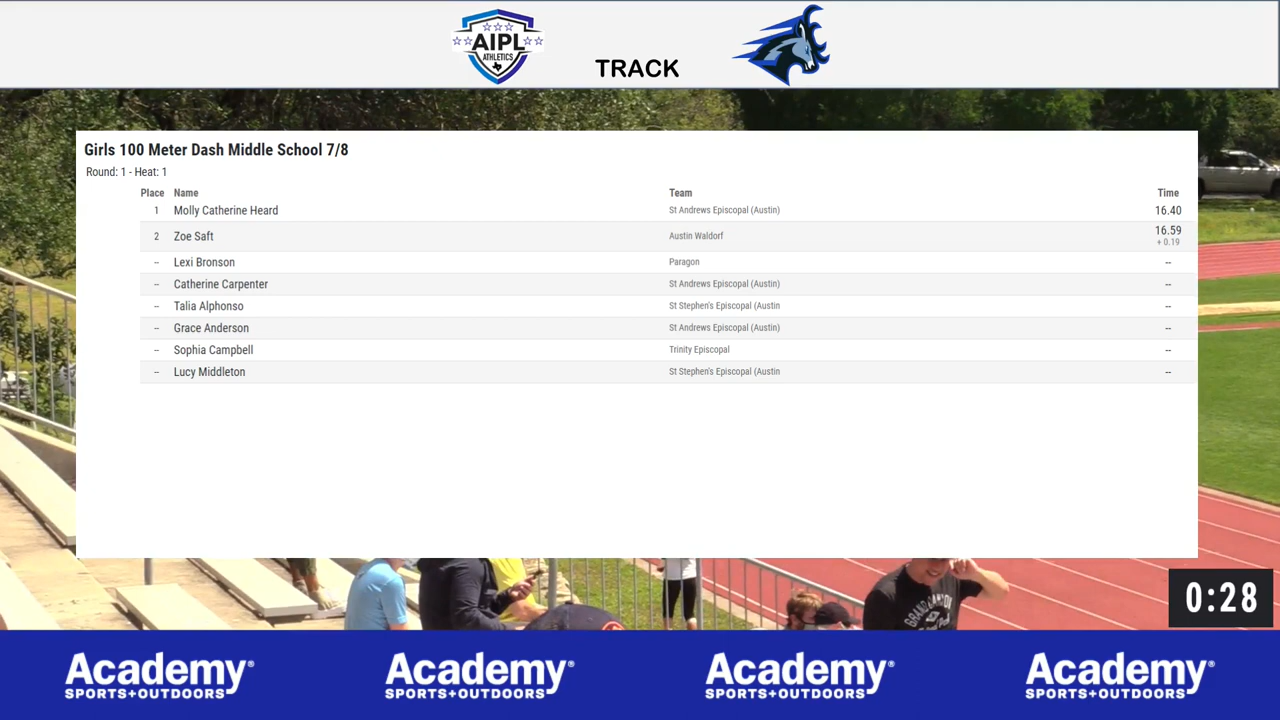 AIPL
ATHLETICS
TRACK
Girls 100 Meter Dash Middle School 7/8
Round: 1 - Heat: 1
Place Name Team Time
1 Molly Catherine Heard St Andrews Episcopal (Austin) 16.40
2 Zoe Saft Austin Waldorf 16.59
+ 0.19
-- Lexi Bronson Paragon --
-- Catherine Carpenter St Andrews Episcopal (Austin) --
-- Talia Alphonso St Stephen's Episcopal (Austin --
-- Grace Anderson St Andrews Episcopal (Austin) --
-- Sophia Campbell Trinity Episcopal --
-- Lucy Middleton St Stephen's Episcopal (Austin --
GRAND CANYON
0:28
Academy® Academy® Academy® Academy®
SPORTS+OUTDOORS SPORTS+OUTDOORS SPORTS+OUTDOORS SPORTS+OUTDOORS